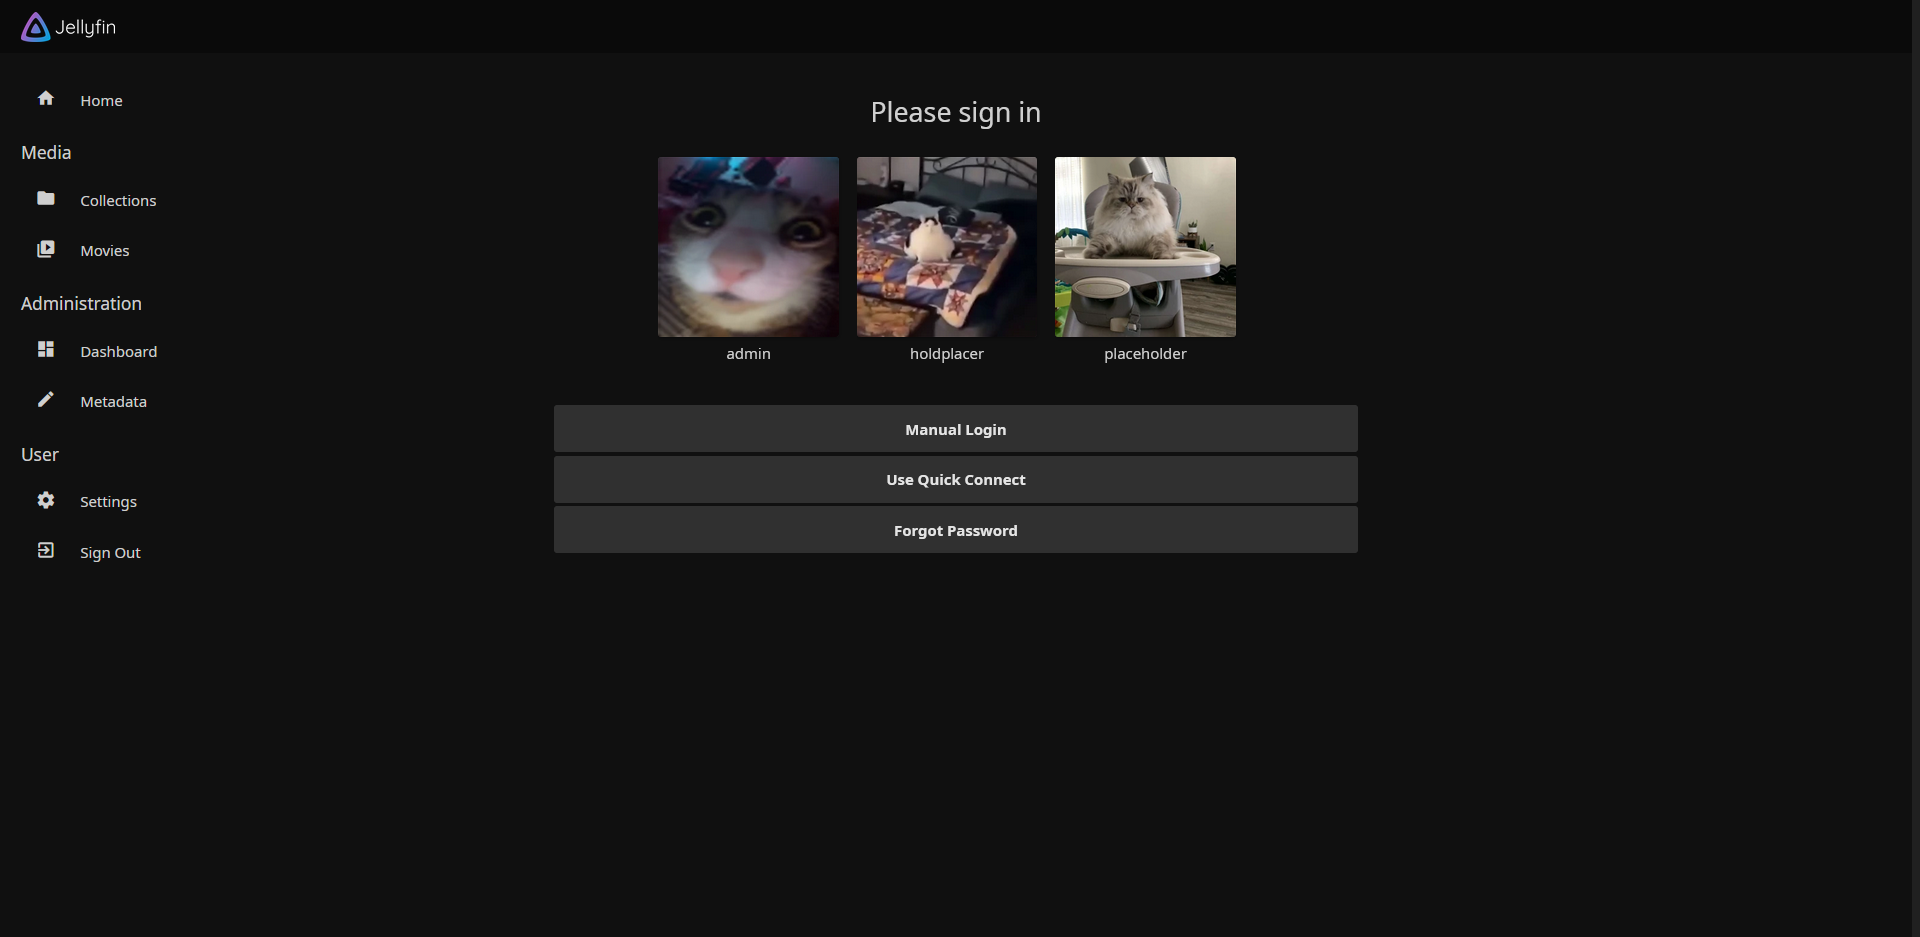 Jellyfin
Home
Media
Collections
Movies
Administration
Dashboard
Metadata
User
Settings
Sign Out
Please sign in
admin
holdplacer
placeholder
Manual Login
Use Quick Connect
Forgot Password